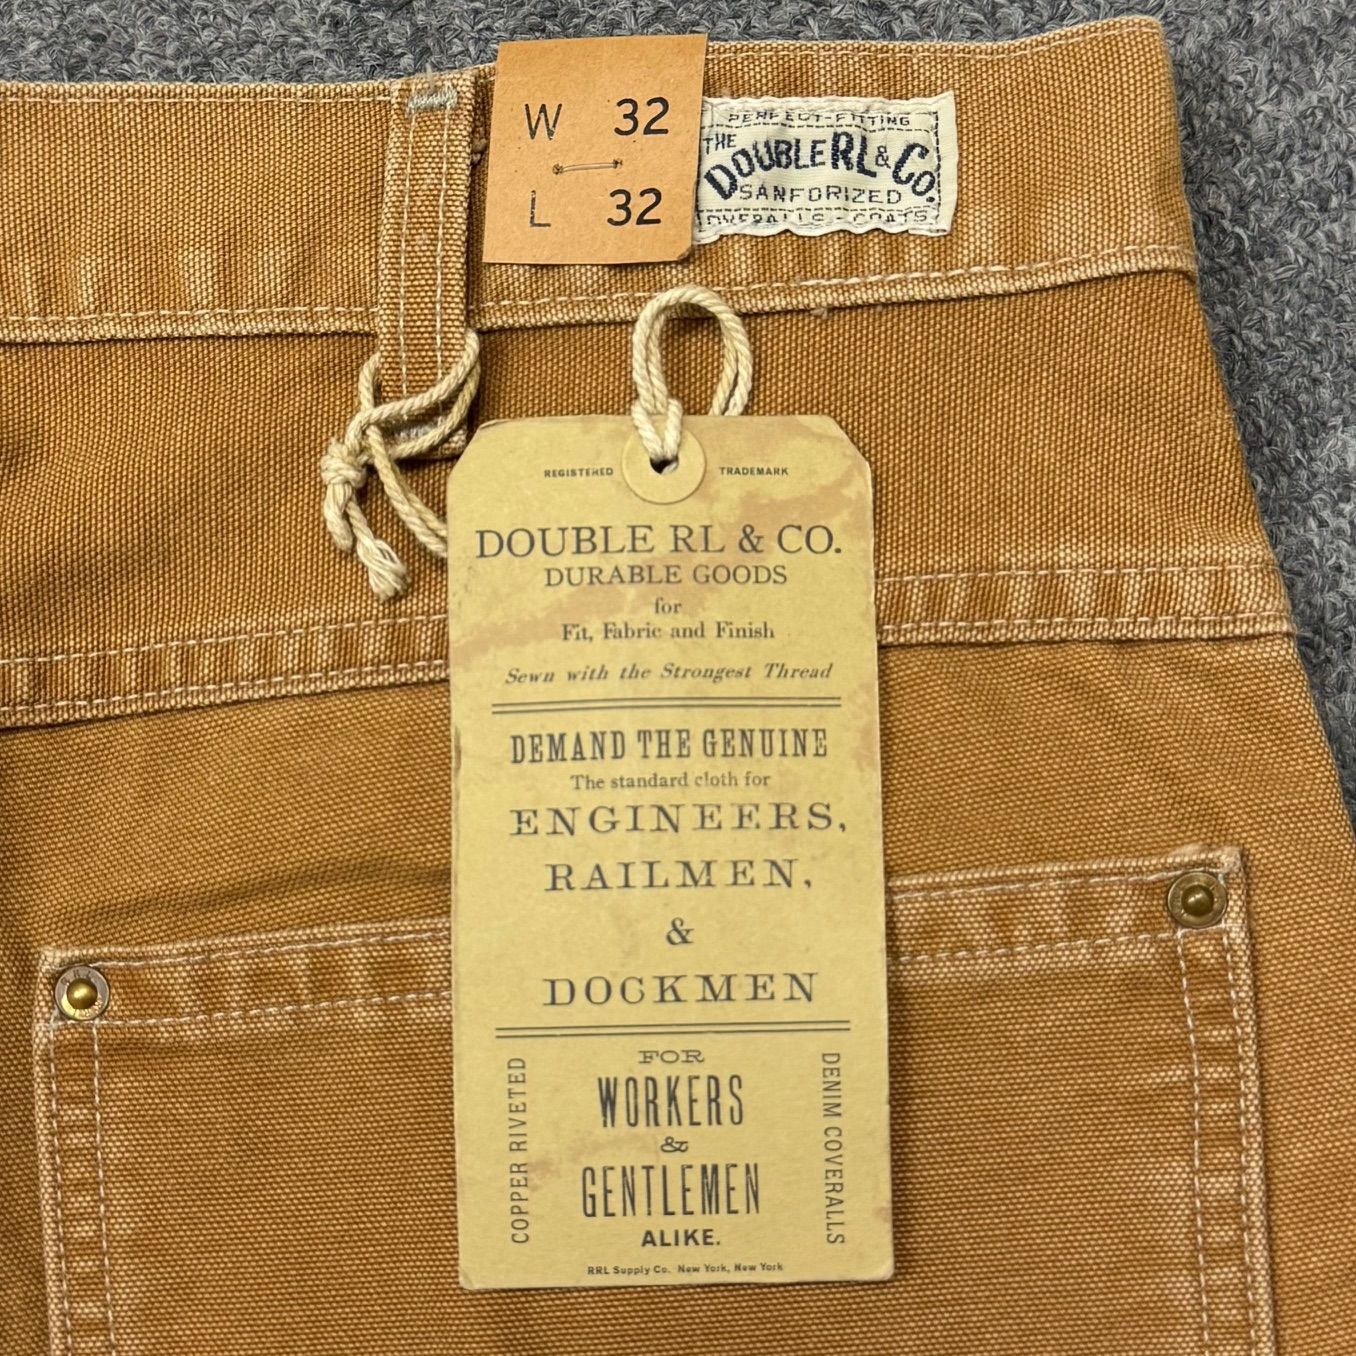 W 32
L 32
PERFECT-FITTING
THE
DOUBLE RL & Co.
SANFORIZED
OVERALLS - COATS
REGISTERED TRADEMARK
DOUBLE RL & CO.
DURABLE GOODS
for
Fit, Fabric and Finish
Sewn with the Strongest Thread
DEMAND THE GENUINE
The standard cloth for
ENGINEERS,
RAILMEN,
&
DOCKMEN
COPPER RIVETED
FOR
WORKERS
&
GENTLEMEN
ALIKE.
DENIM COVERALLS
RRL Supply Co. New York, New York